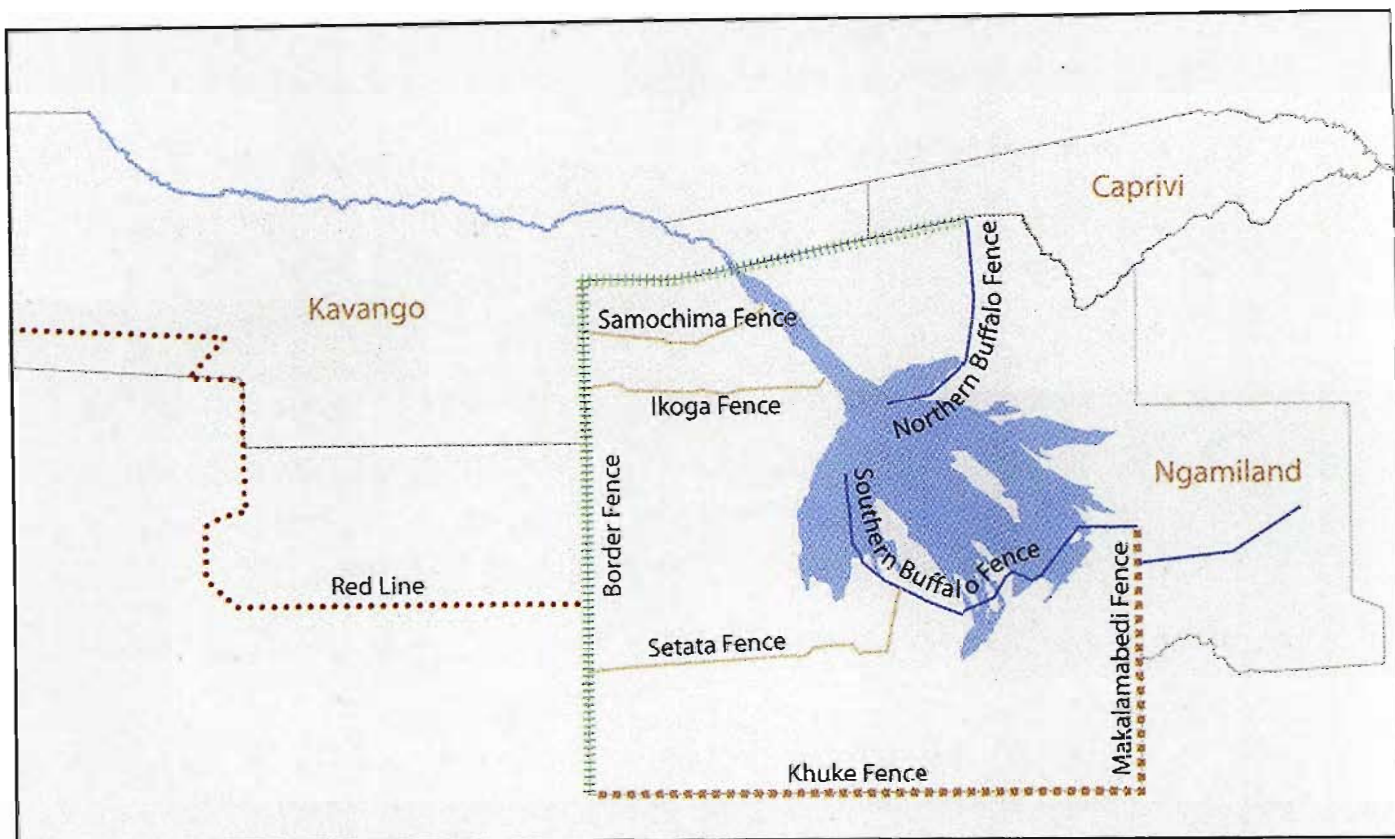 Caprivi
Kavango
Samochima Fence
Northern Buffalo Fence
Ikoga Fence
Ngamiland
Border Fence
Southern Buffalo Fence
Makalamabedi Fence
Red Line
Setata Fence
Khuke Fence